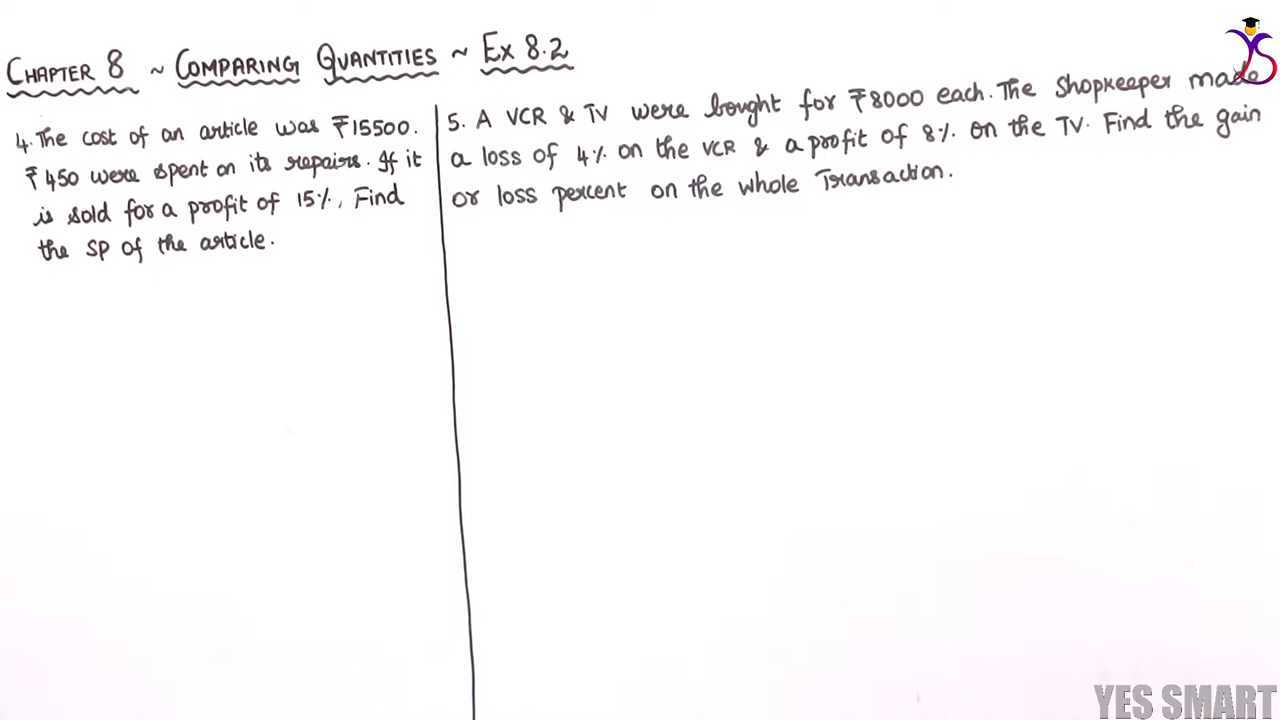 CHAPTER 8 ~ COMPARING QUANTITIES ~ Ex 8.2
4. The cost of an article was ₹15500.
₹450 were spent on its repairs. If it
is sold for a profit of 15%, Find
the SP of the article.
5. A VCR & TV were bought for ₹8000 each. The Shopkeeper made
a loss of 4% on the VCR & a profit of 8% on the TV. Find the gain
or loss percent on the whole Transaction.
YES SMART